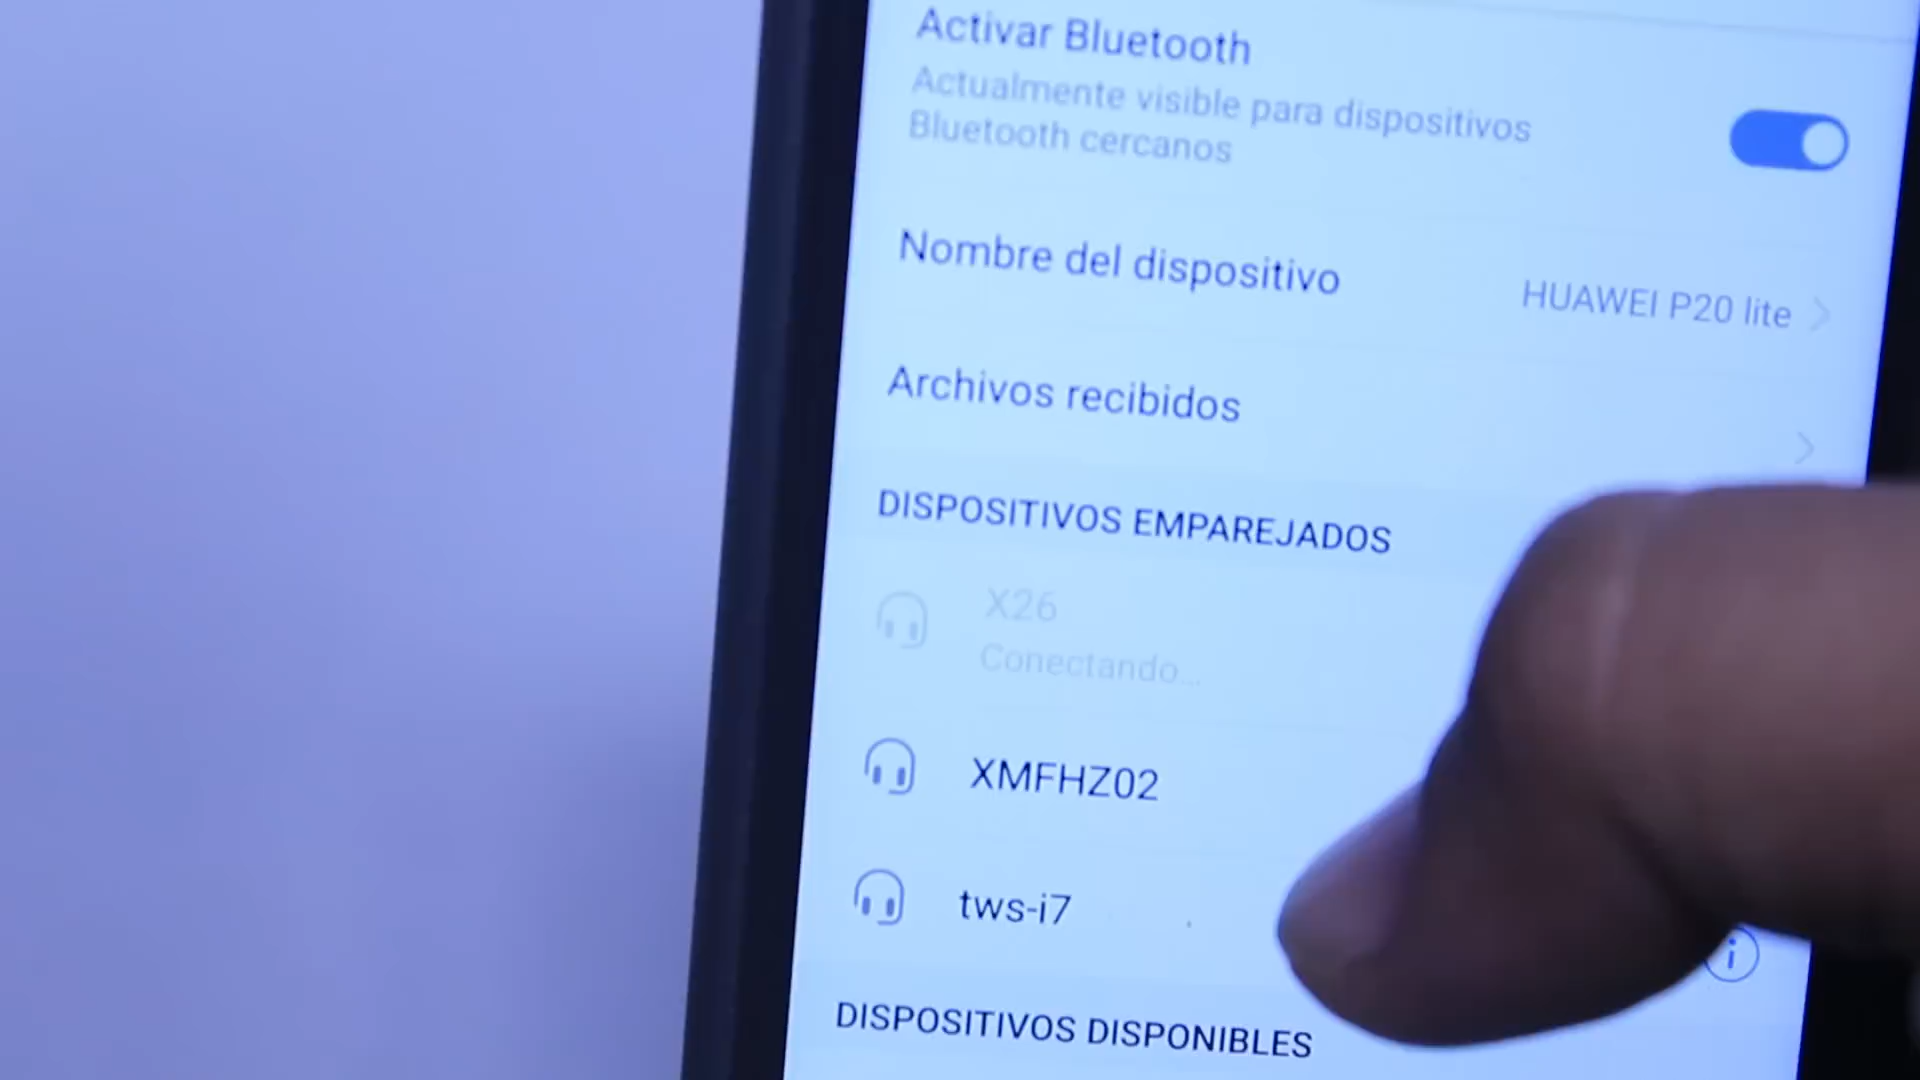 Activar Bluetooth
Actualmente visible para dispositivos
Bluetooth cercanos
Nombre del dispositivo
HUAWEI P20 lite
Archivos recibidos
DISPOSITIVOS EMPAREJADOS
X26
Conectando...
XMFHZ02
tws-i7
DISPOSITIVOS DISPONIBLES